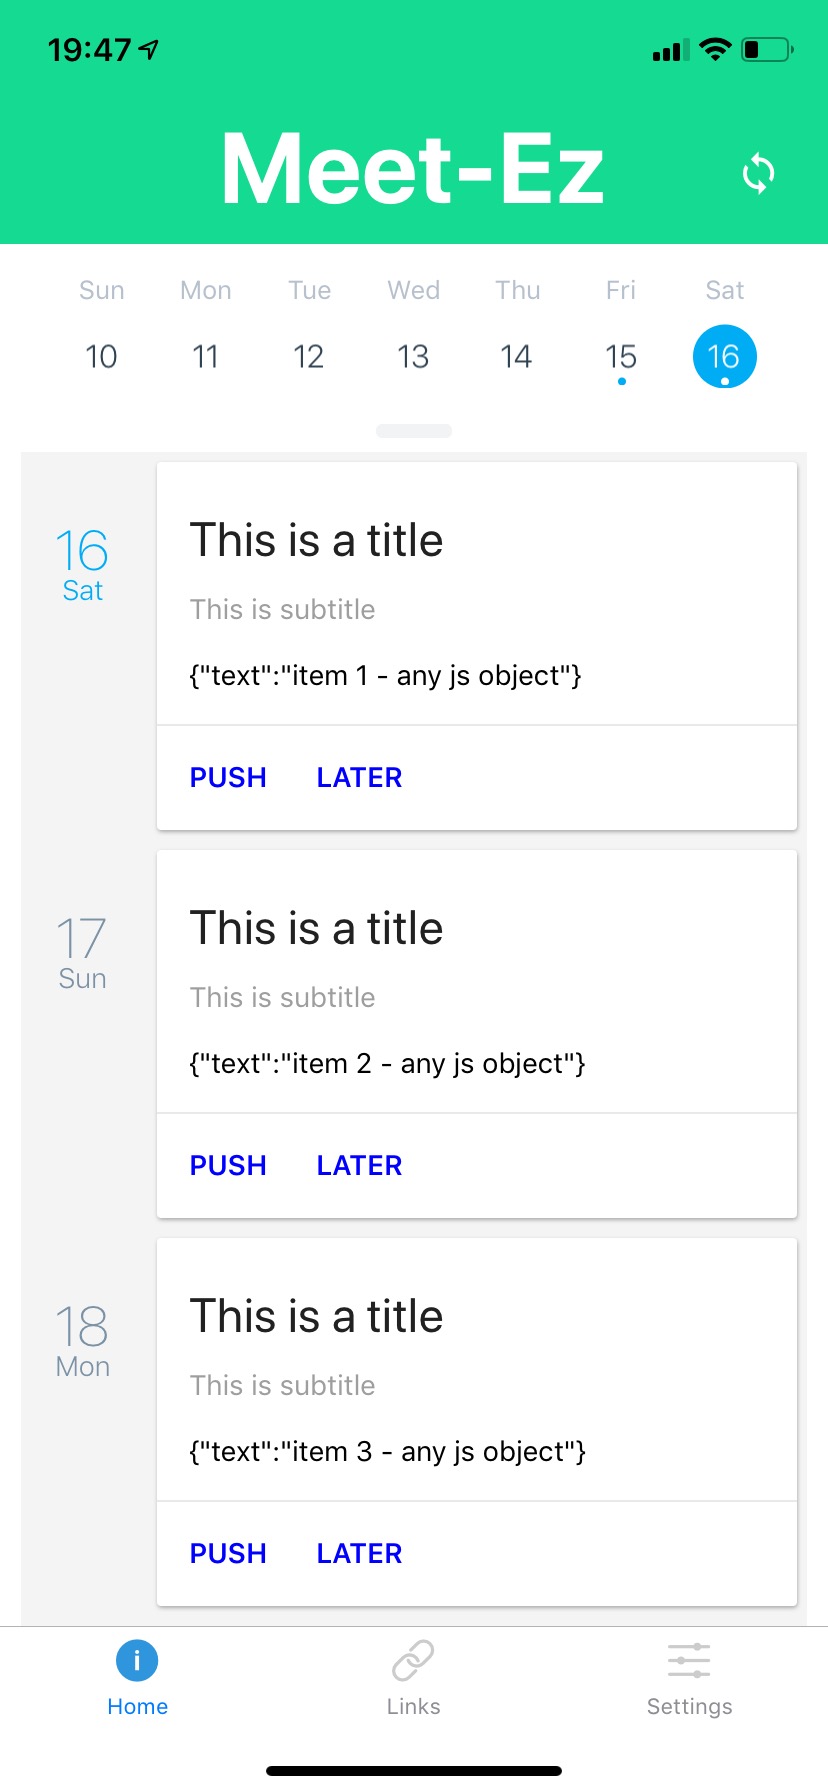 19:47
Meet-Ez
Sun Mon Tue Wed Thu Fri Sat
10 11 12 13 14 15 16
16
Sat
This is a title
This is subtitle
{"text":"item 1 - any js object"}
PUSH LATER
17
Sun
This is a title
This is subtitle
{"text":"item 2 - any js object"}
PUSH LATER
18
Mon
This is a title
This is subtitle
{"text":"item 3 - any js object"}
PUSH LATER
Home Links Settings